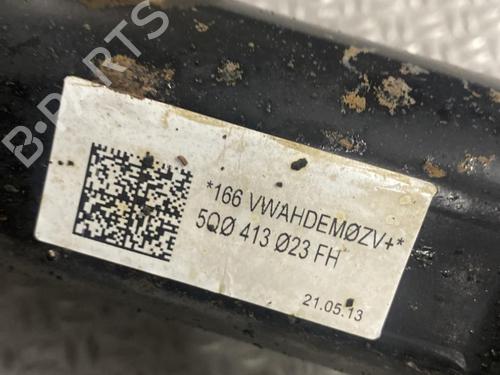 B-PARTS
*166 VWAHDEMØZV+*
5QØ 413 Ø23 FH
21.05.13